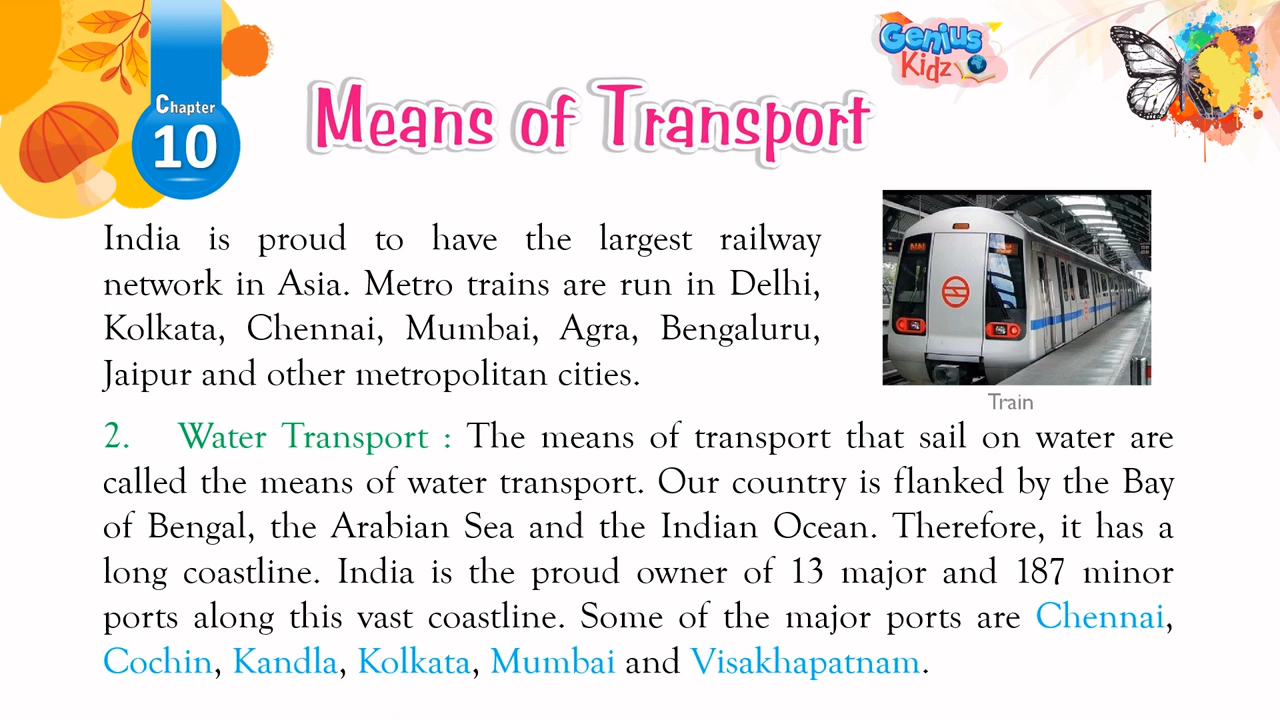 Genius
Kidz
Chapter
10
Means of Transport
India is proud to have the largest railway
network in Asia. Metro trains are run in Delhi,
Kolkata, Chennai, Mumbai, Agra, Bengaluru,
Jaipur and other metropolitan cities.
Train
2. Water Transport : The means of transport that sail on water are
called the means of water transport. Our country is flanked by the Bay
of Bengal, the Arabian Sea and the Indian Ocean. Therefore, it has a
long coastline. India is the proud owner of 13 major and 187 minor
ports along this vast coastline. Some of the major ports are Chennai,
Cochin, Kandla, Kolkata, Mumbai and Visakhapatnam.